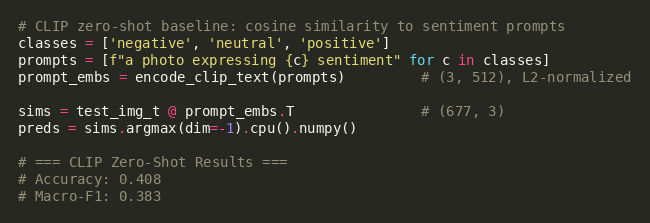 # CLIP zero-shot baseline: cosine similarity to sentiment prompts
classes = ['negative', 'neutral', 'positive']
prompts = [f"a photo expressing {c} sentiment" for c in classes]
prompt_embs = encode_clip_text(prompts)         # (3, 512), L2-normalized
sims = test_img_t @ prompt_embs.T               # (677, 3)
preds = sims.argmax(dim=-1).cpu().numpy()
# === CLIP Zero-Shot Results ===
# Accuracy: 0.408
# Macro-F1: 0.383